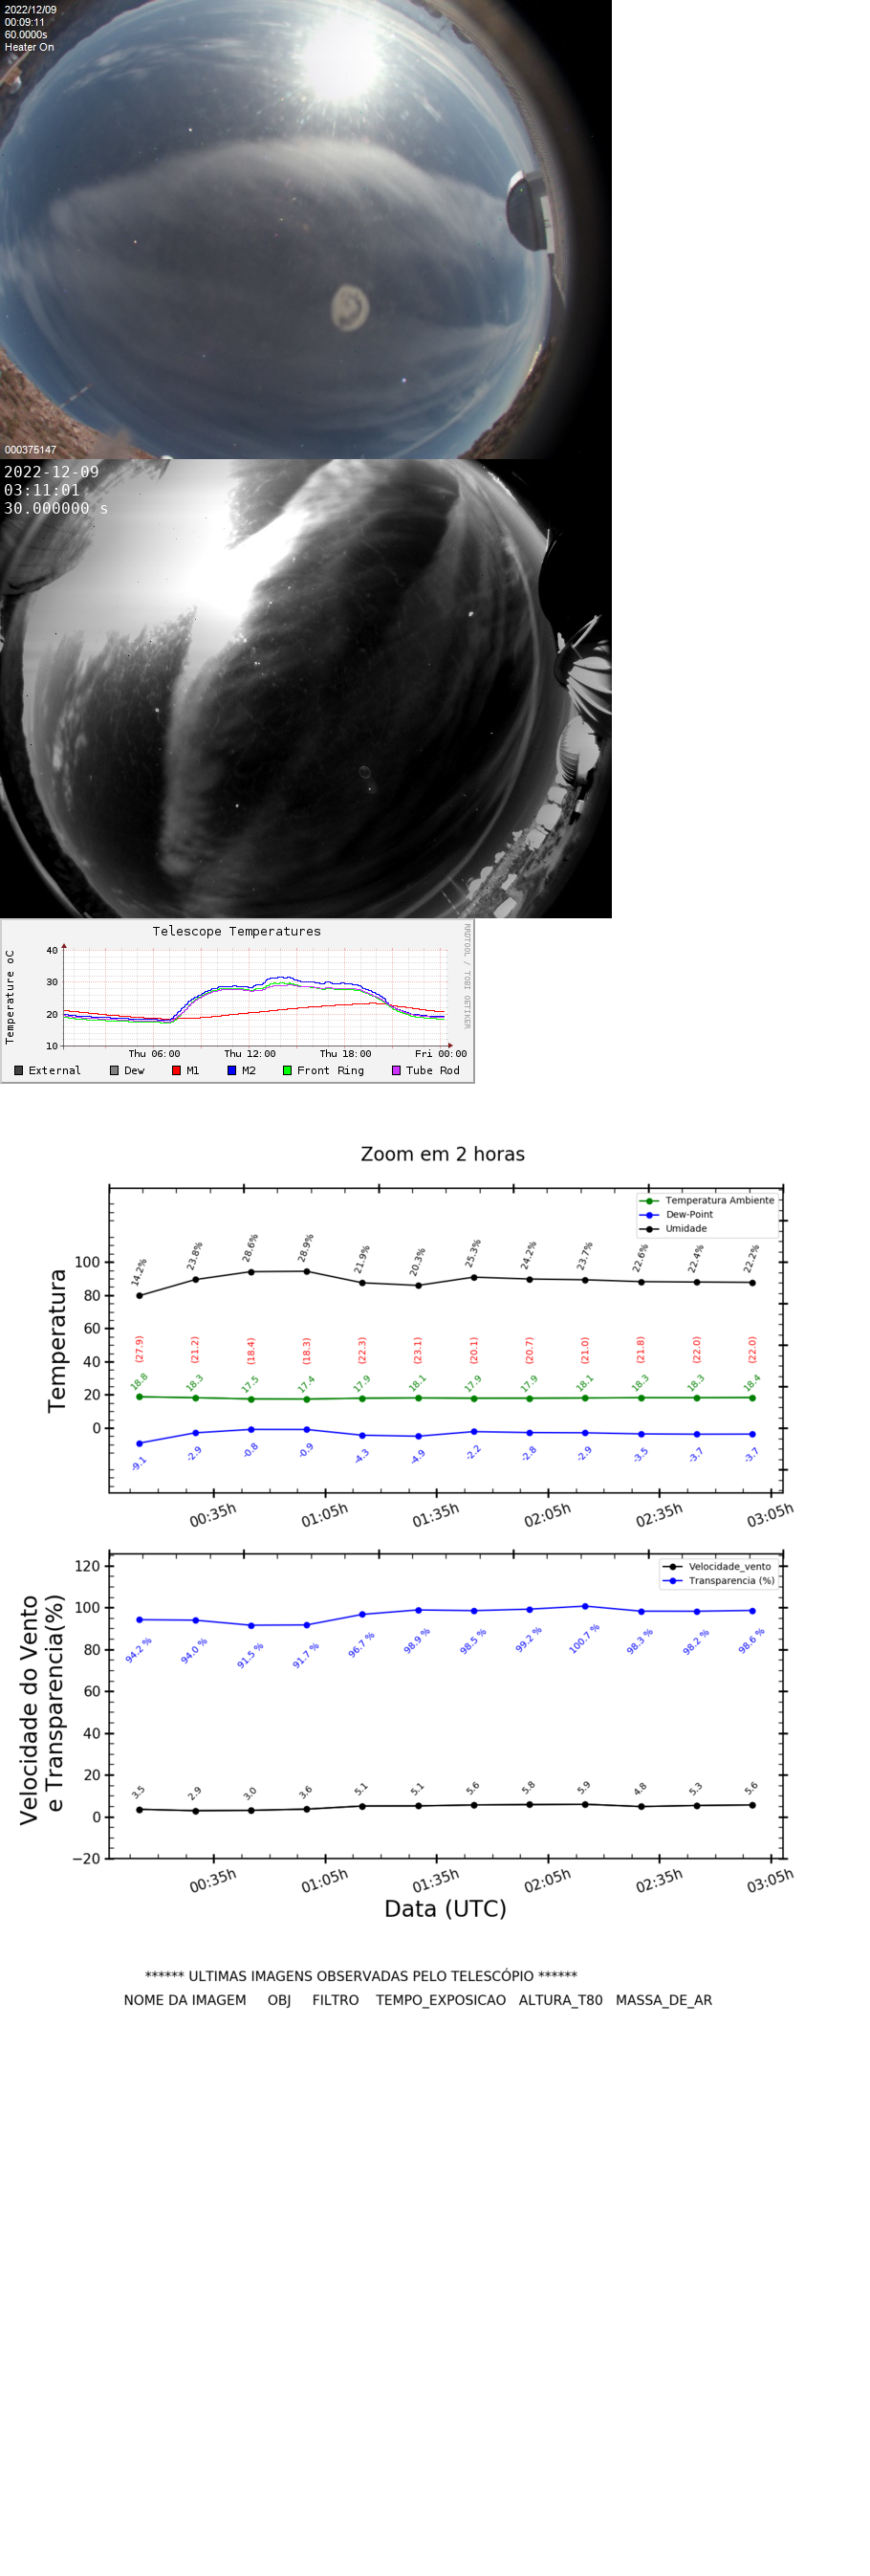 2022/12/09
00:09:11
60.0000s
Heater On
000375147
2022-12-09
03:11:01
30.000000 s
Telescope Temperatures
RRDTOOL / TOBI OETIKER
Temperature oC
40
30
20
10
Thu 06:00 Thu 12:00 Thu 18:00 Fri 00:00
External Dew M1 M2 Front Ring Tube Rod
Zoom em 2 horas
Temperatura Ambiente
Dew-Point
Umidade
Temperatura
100
80
60
40
20
0
14.2% 23.8% 28.6% 28.9% 21.9% 20.3% 25.3% 24.2% 23.7% 22.6% 22.4% 22.2%
(27.9) (21.2) (18.4) (18.3) (22.3) (23.1) (20.1) (20.7) (21.0) (21.8) (22.0) (22.0)
18.8 18.3 17.5 17.4 17.9 18.1 17.9 17.9 18.1 18.3 18.3 18.4
-9.1 -2.9 -0.8 -0.9 -4.3 -4.9 -2.2 -2.8 -2.9 -3.5 -3.7 -3.7
00:35h 01:05h 01:35h 02:05h 02:35h 03:05h
Velocidade_vento
Transparencia (%)
Velocidade do Vento
e Transparencia(%)
120
100
80
60
40
20
0
−20
94.2 % 94.0 % 91.5 % 91.7 % 96.7 % 98.9 % 98.5 % 99.2 % 100.7 % 98.3 % 98.2 % 98.6 %
3.5 2.9 3.0 3.6 5.1 5.1 5.6 5.8 5.9 4.8 5.3 5.6
00:35h 01:05h 01:35h 02:05h 02:35h 03:05h
Data (UTC)
****** ULTIMAS IMAGENS OBSERVADAS PELO TELESCÓPIO ******
NOME DA IMAGEM OBJ FILTRO TEMPO_EXPOSICAO ALTURA_T80 MASSA_DE_AR